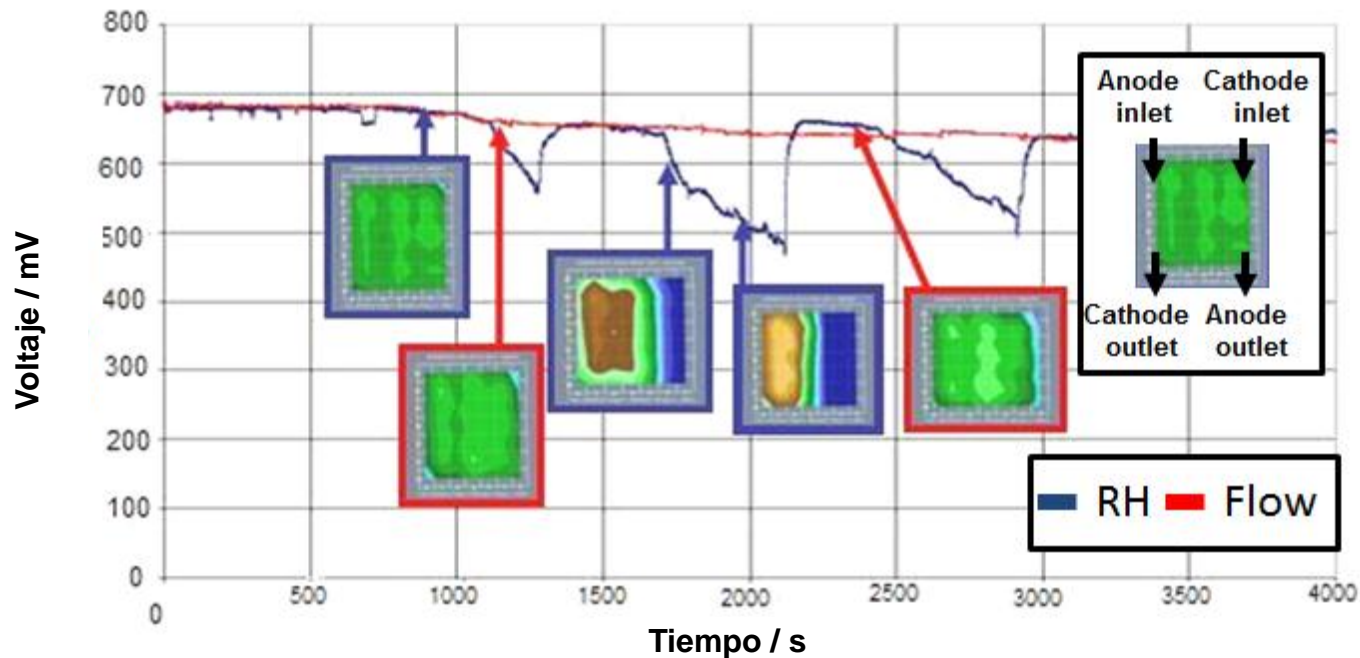 800
700
600
500
400
300
200
100
0
0
500
1000
1500
2000
2500
3000
3500
4000
Voltaje / mV
Tiempo / s
Anode inlet
Cathode inlet
Cathode outlet
Anode outlet
RH
Flow